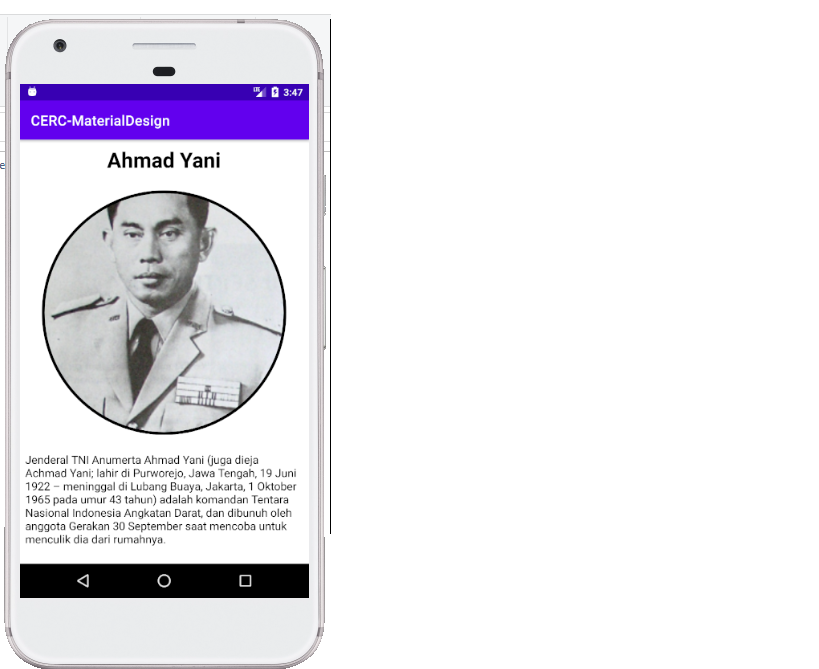 e
LTE 3:47
CERC-MaterialDesign
Ahmad Yani
Jenderal TNI Anumerta Ahmad Yani (juga dieja
Achmad Yani; lahir di Purworejo, Jawa Tengah, 19 Juni
1922 – meninggal di Lubang Buaya, Jakarta, 1 Oktober
1965 pada umur 43 tahun) adalah komandan Tentara
Nasional Indonesia Angkatan Darat, dan dibunuh oleh
anggota Gerakan 30 September saat mencoba untuk
menculik dia dari rumahnya.